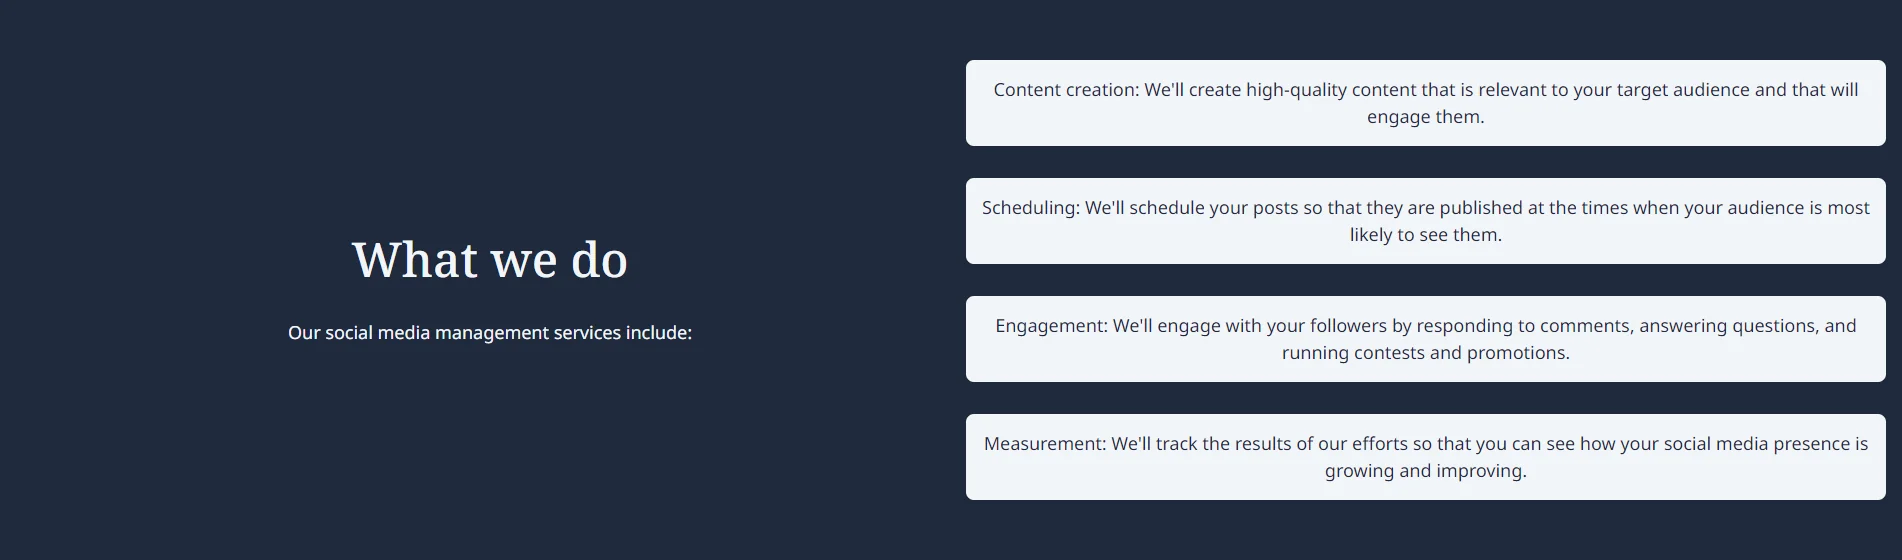 What we do
Our social media management services include:
Content creation: We'll create high-quality content that is relevant to your target audience and that will
engage them.
Scheduling: We'll schedule your posts so that they are published at the times when your audience is most
likely to see them.
Engagement: We'll engage with your followers by responding to comments, answering questions, and
running contests and promotions.
Measurement: We'll track the results of our efforts so that you can see how your social media presence is
growing and improving.